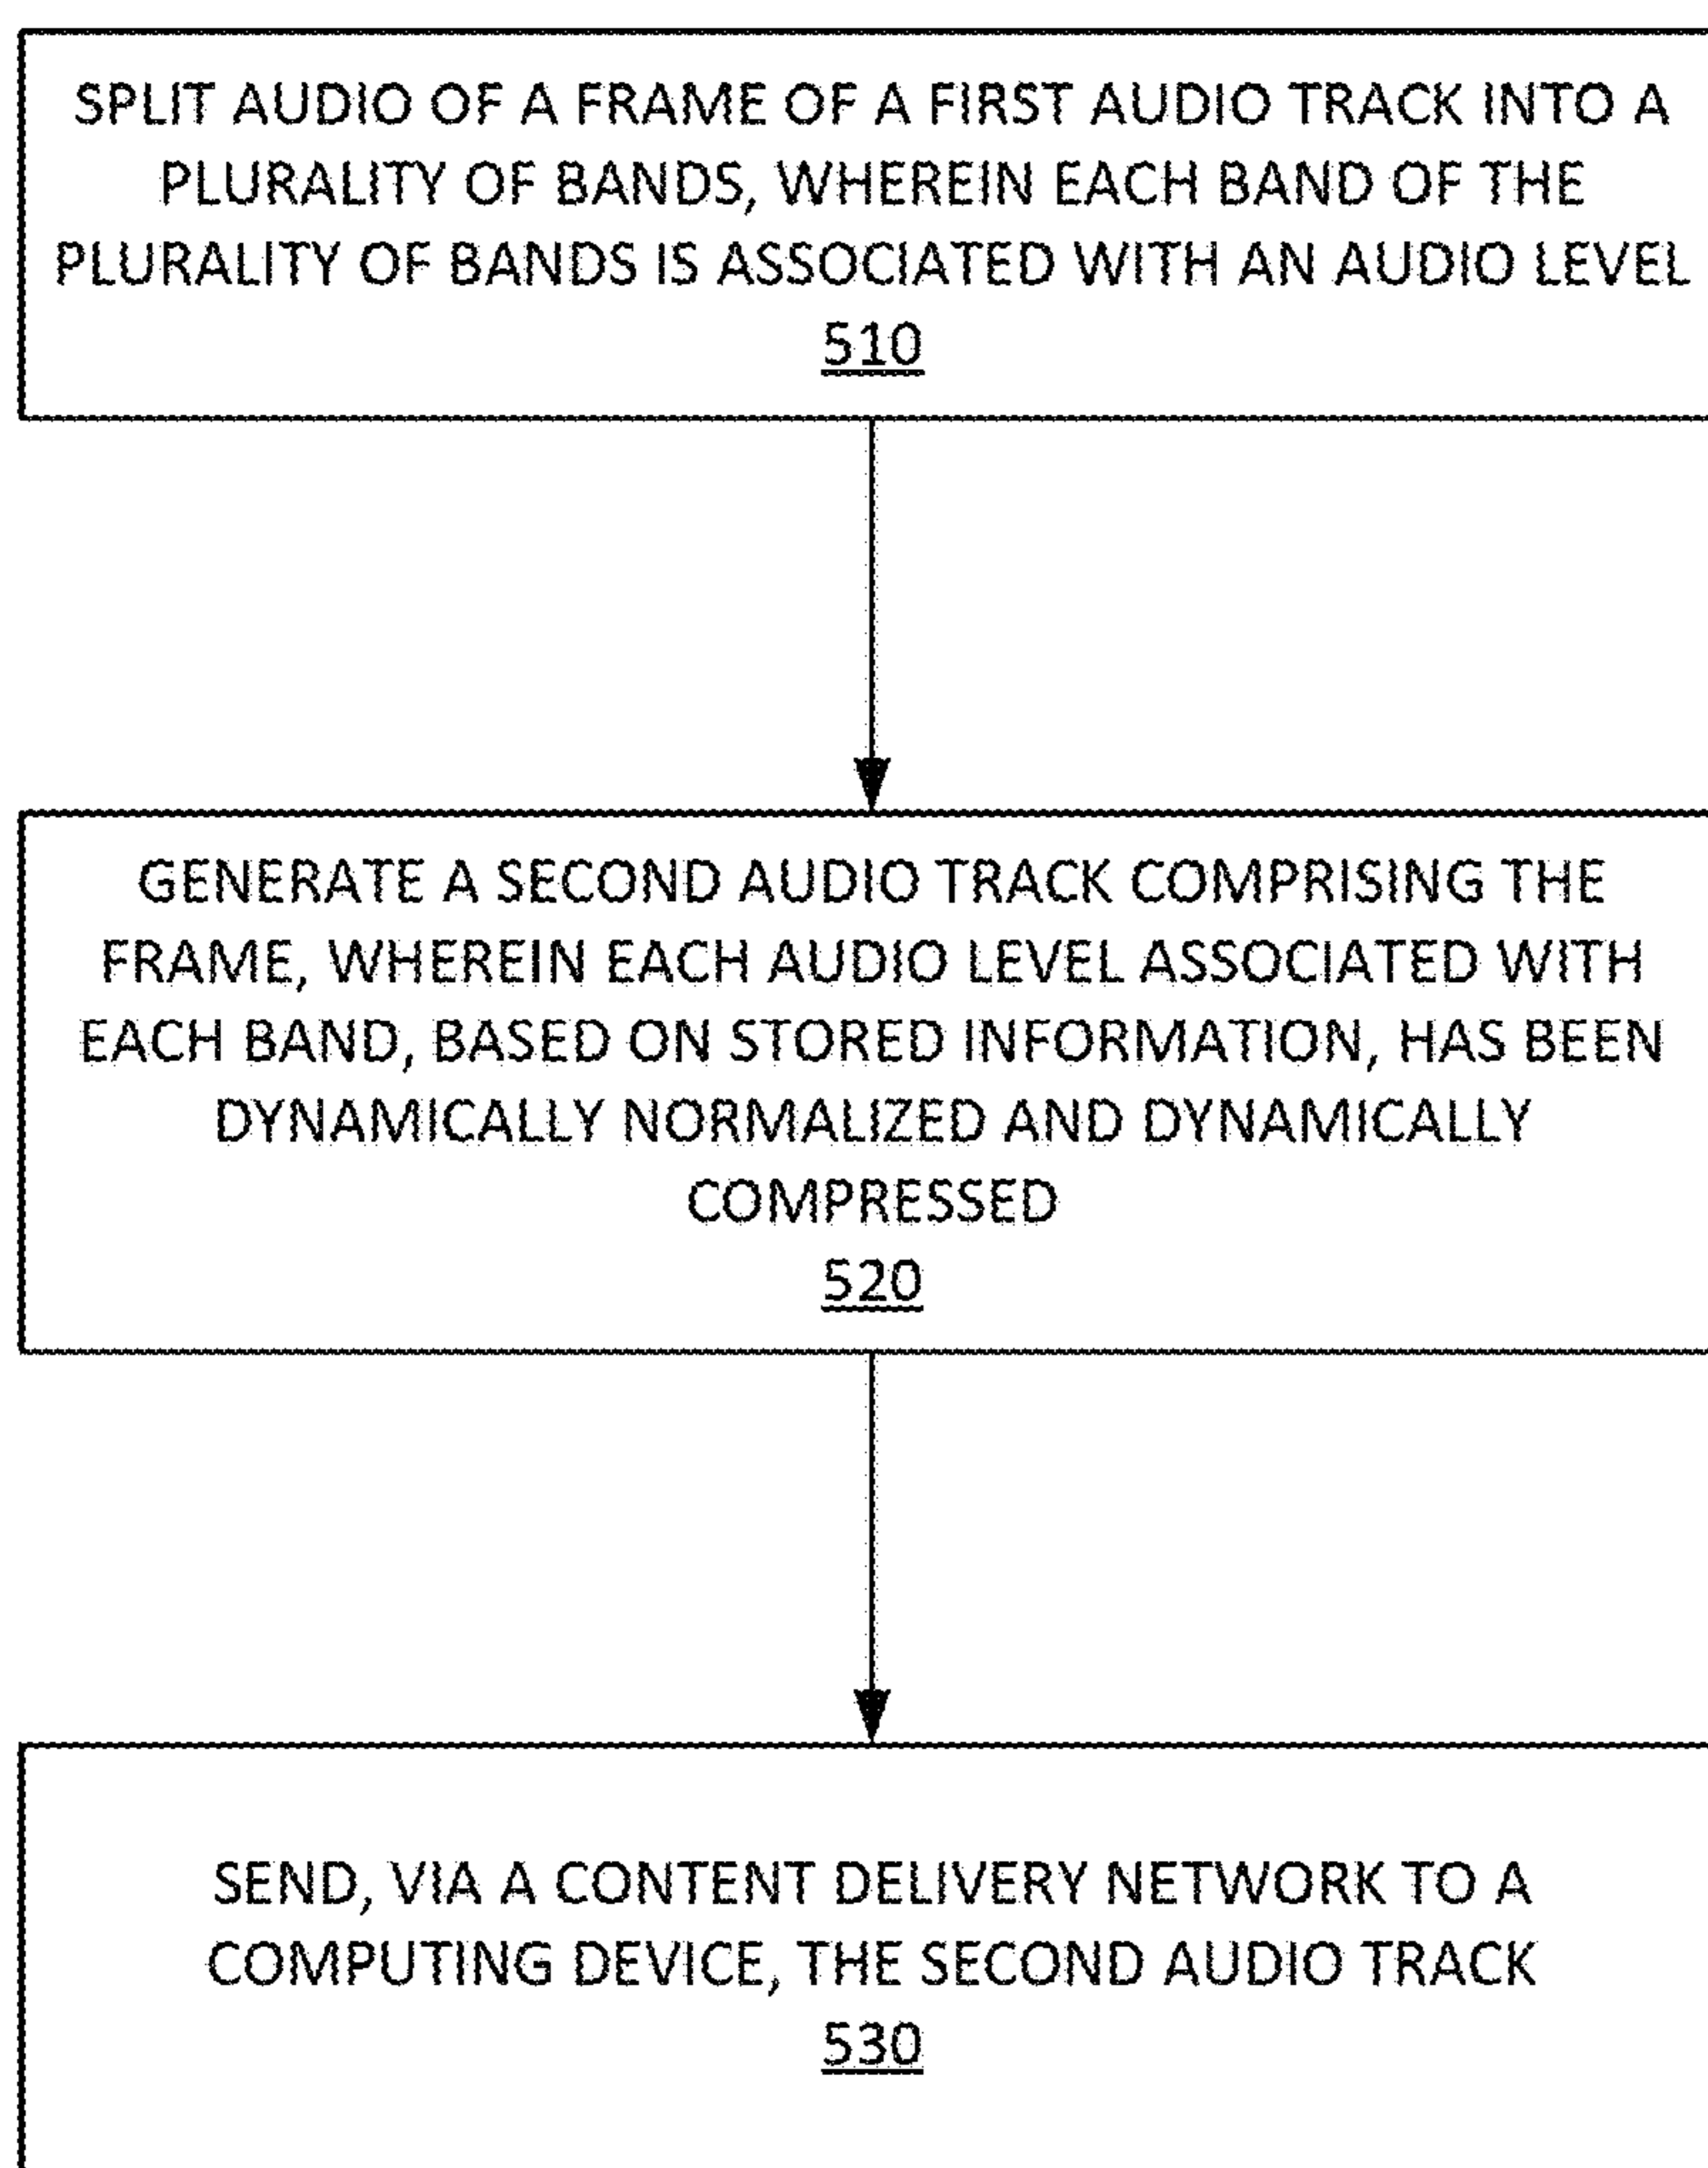 SPLIT AUDIO OF A FRAME OF A FIRST AUDIO TRACK INTO A
PLURALITY OF BANDS, WHEREIN EACH BAND OF THE
PLURALITY OF BANDS IS ASSOCIATED WITH AN AUDIO LEVEL
510
GENERATE A SECOND AUDIO TRACK COMPRISING THE
FRAME, WHEREIN EACH AUDIO LEVEL ASSOCIATED WITH
EACH BAND, BASED ON STORED INFORMATION, HAS BEEN
DYNAMICALLY NORMALIZED AND DYNAMICALLY
COMPRESSED
520
SEND, VIA A CONTENT DELIVERY NETWORK TO A
COMPUTING DEVICE, THE SECOND AUDIO TRACK
530